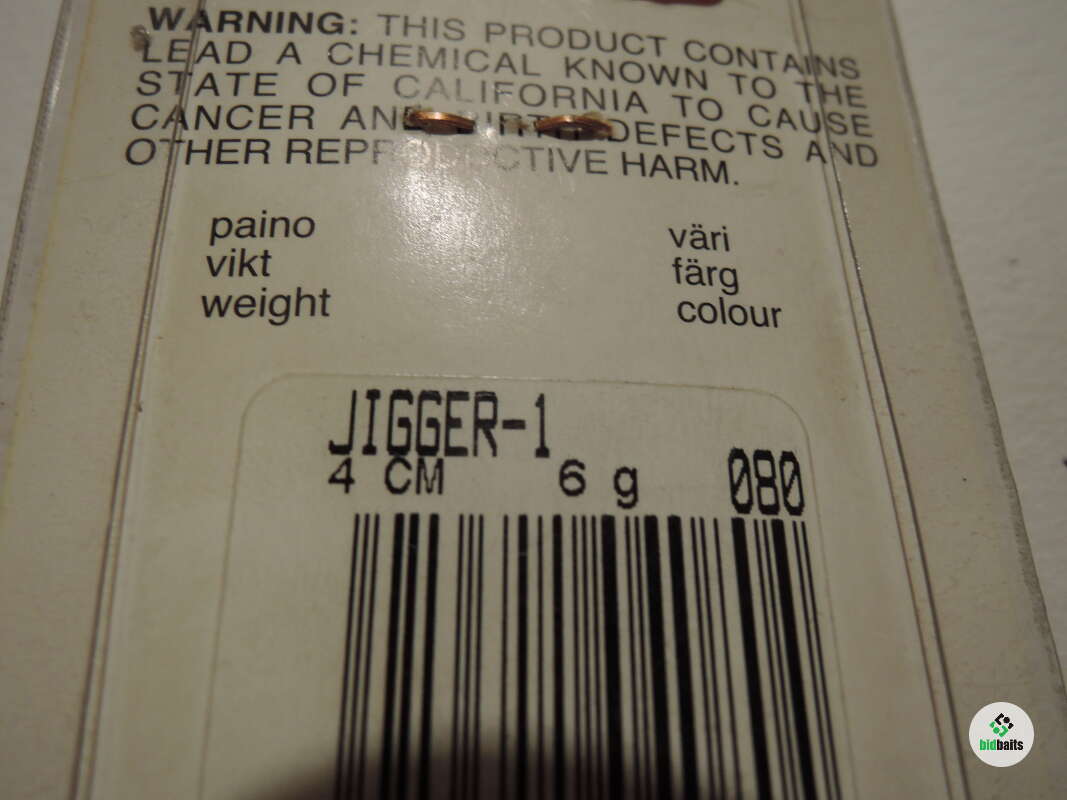 WARNING: THIS PRODUCT CONTAINS
LEAD A CHEMICAL KNOWN TO THE
STATE OF CALIFORNIA TO CAUSE
CANCER AND BIRTH DEFECTS AND
OTHER REPRODUCTIVE HARM.
paino
vikt
weight
väri
färg
colour
JIGGER-1
4 CM 6 g 080
bidbaits